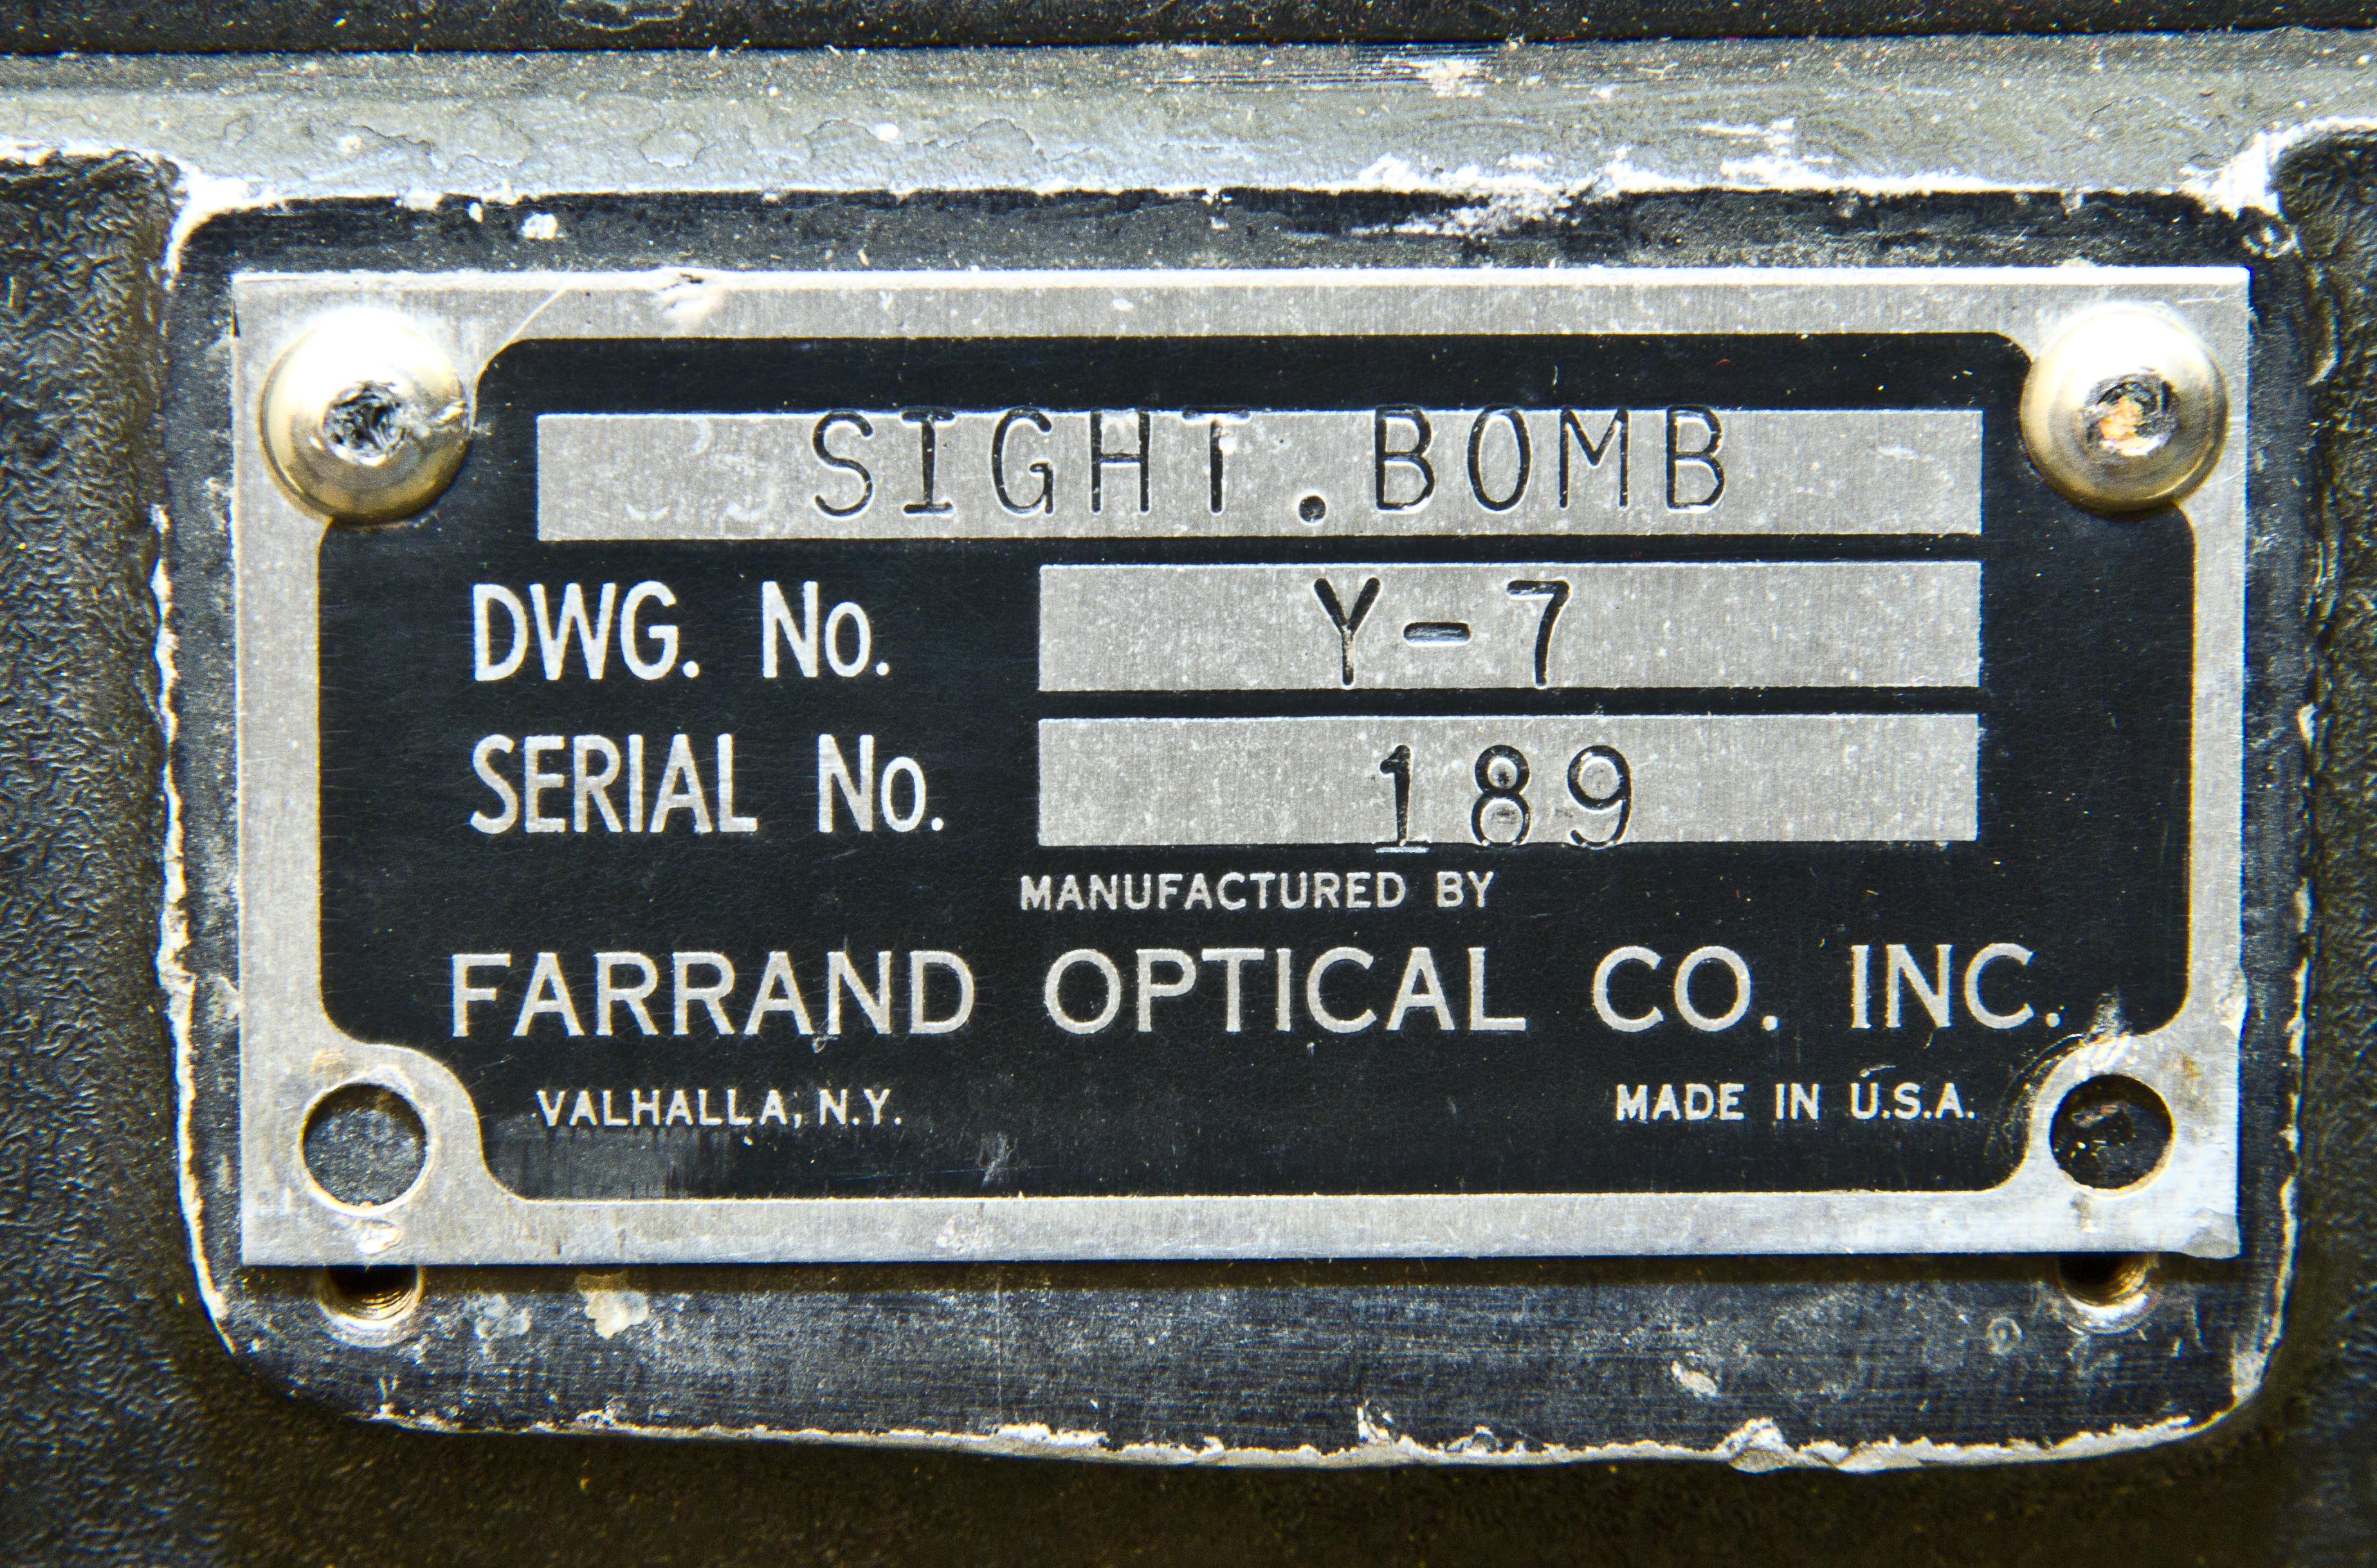 SIGHT.BOMB
DWG. No. Y-7
SERIAL No. 189
MANUFACTURED BY
FARRAND OPTICAL CO. INC.
VALHALLA, N.Y. MADE IN U.S.A.